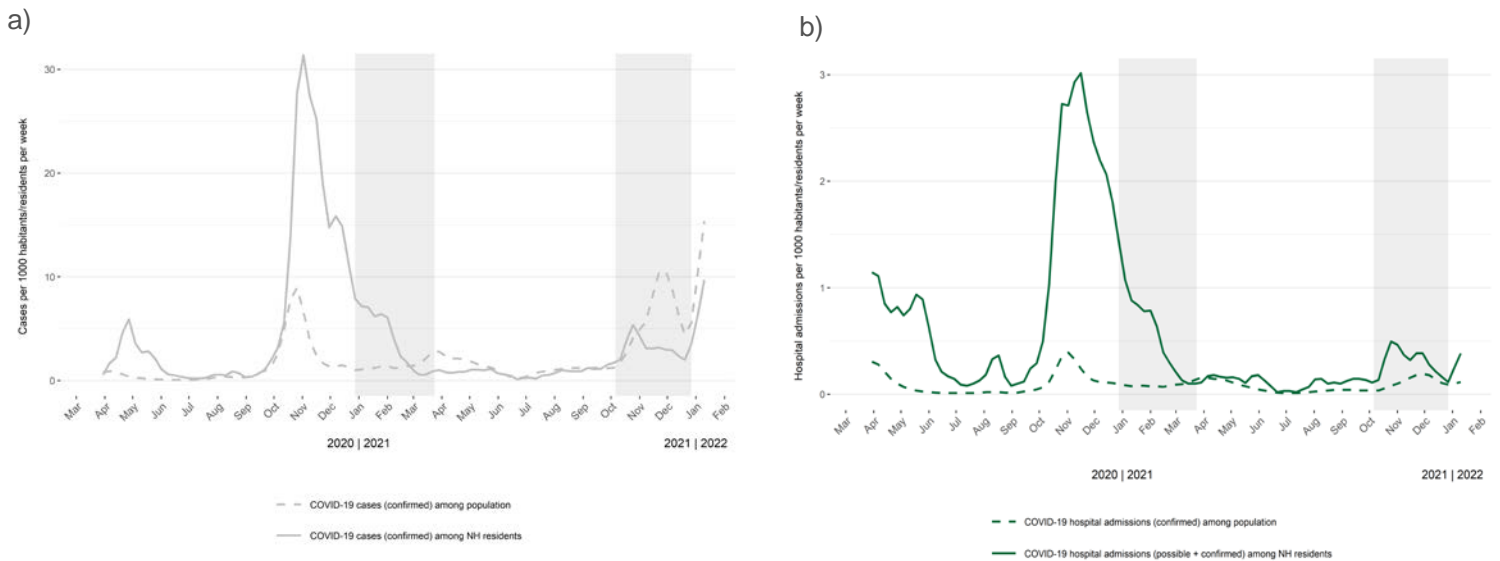 a)
Cases per 1000 habitants/residents per week
30
20
10
0
Mar Apr May Jun Jul Aug Sep Oct Nov Dec Jan Feb Mar Apr May Jun Jul Aug Sep Oct Nov Dec Jan Feb
2020 | 2021
2021 | 2022
COVID-19 cases (confirmed) among population
COVID-19 cases (confirmed) among NH residents
b)
Hospital admissions per 1000 habitants/residents per week
3
2
1
0
Mar Apr May Jun Jul Aug Sep Oct Nov Dec Jan Feb Mar Apr May Jun Jul Aug Sep Oct Nov Dec Jan Feb
2020 | 2021
2021 | 2022
COVID-19 hospital admissions (confirmed) among population
COVID-19 hospital admissions (possible + confirmed) among NH residents